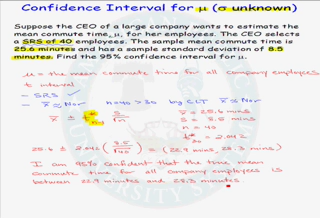 Confidence Interval for μ (σ unknown)
Suppose the CEO of a large company wants to estimate the
mean commute time, μ, for her employees. The CEO selects
a SRS of 40 employees. The sample mean commute time is
25.6 minutes and has a sample standard deviation of 8.5
minutes. Find the 95% confidence interval for μ.
μ = the mean commute time for all company employees
t interval
- SRS ✓
- x̄ ≈ Nor n=40 > 30 by CLT x̄ ≈ Nor
x̄ ± s/√n x̄ = 25.6 minutes
s = 8.5 minutes
n = 40
t* = 2.042
25.6 ± 2.042 (8.5/√40) = (22.9 mins, 28.3 mins)
I am 95% confident that the true mean
commute time for all company employees is
between 22.9 minutes and 28.3 minutes.